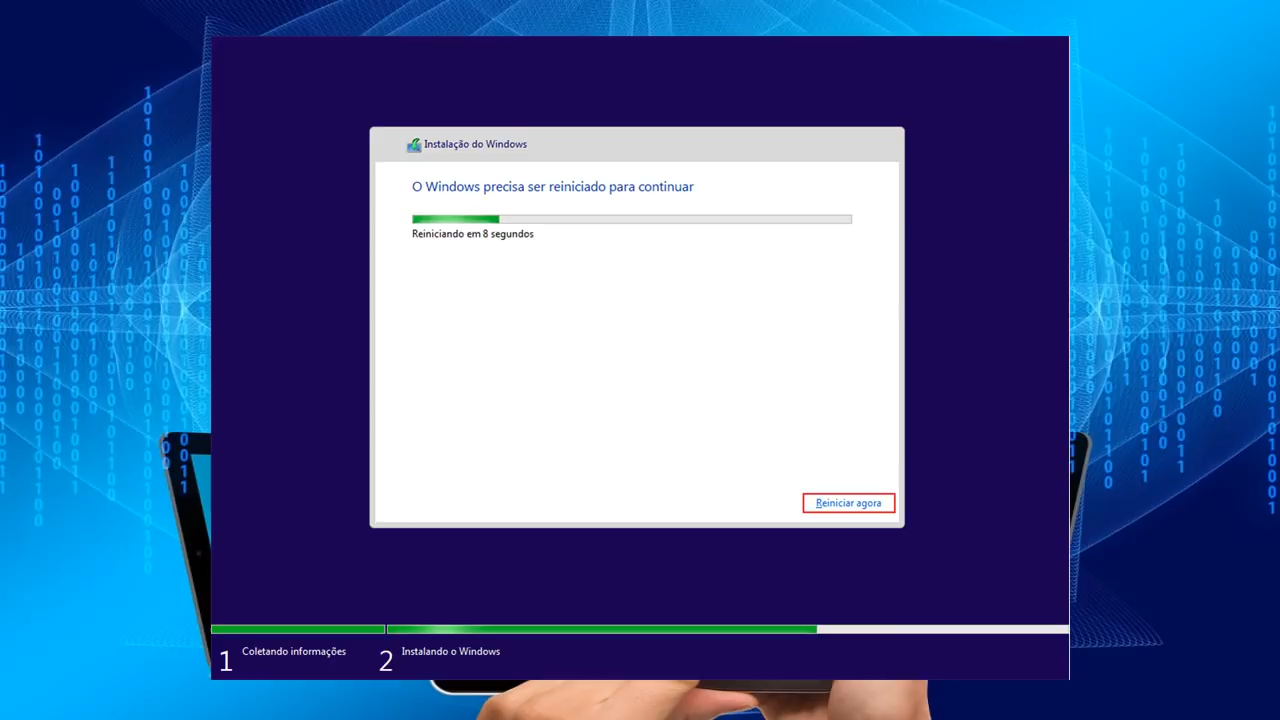 Instalação do Windows
O Windows precisa ser reiniciado para continuar
Reiniciando em 8 segundos
Reiniciar agora
1 Coletando informações
2 Instalando o Windows